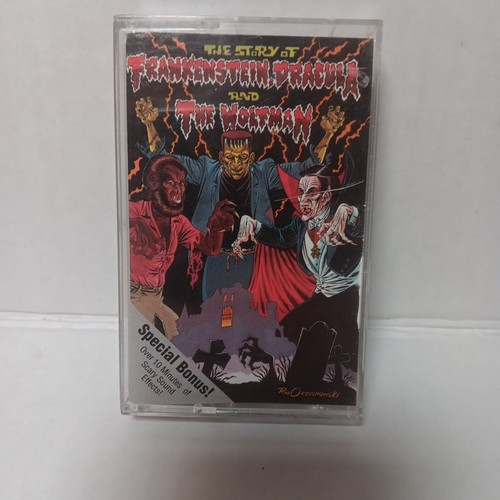 THE STORY OF
FRANKENSTEIN, DRACULA
AND
THE WOLFMAN
Special Bonus!
Over 10 Minutes of
Scary Sound
Effects!